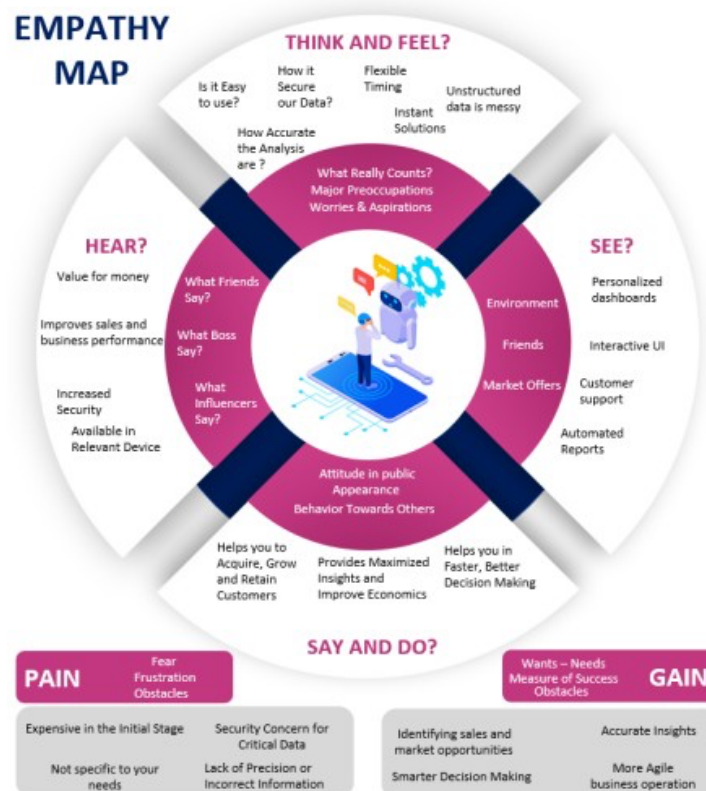 EMPATHY
MAP
THINK AND FEEL?
Is it Easy
to use?
How it
Secure
our Data?
Flexible
Timing
Unstructured
data is messy
Instant
Solutions
How Accurate
the Analysis
are ?
What Really Counts?
Major Preoccupations
Worries & Aspirations
HEAR?
Value for money
Improves sales and
business performance
Increased
Security
Available in
Relevant Device
What Friends
Say?
What Boss
Say?
What
Influencers
Say?
SEE?
Environment
Friends
Market Offers
Personalized
dashboards
Interactive UI
Customer
support
Automated
Reports
Attitude in public
Appearance
Behavior Towards Others
Helps you to
Acquire, Grow
and Retain
Customers
Provides Maximized
Insights and
Improve Economics
Helps you in
Faster, Better
Decision Making
SAY AND DO?
PAIN
Fear
Frustration
Obstacles
Expensive in the Initial Stage
Security Concern for
Critical Data
Not specific to your
needs
Lack of Precision or
Incorrect Information
Wants – Needs
Measure of Success
Obstacles
GAIN
Identifying sales and
market opportunities
Accurate Insights
Smarter Decision Making
More Agile
business operation